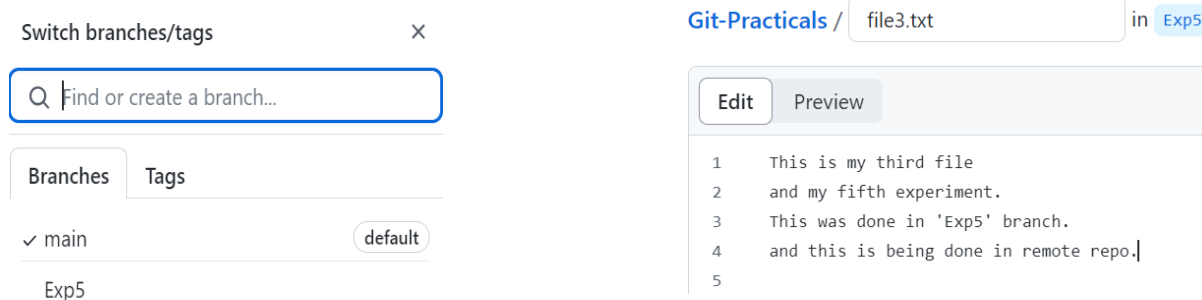 Switch branches/tags
Find or create a branch...
Branches Tags
main default
Exp5
Git-Practicals / file3.txt in Exp5
Edit Preview
1 This is my third file
2 and my fifth experiment.
3 This was done in 'Exp5' branch.
4 and this is being done in remote repo.
5